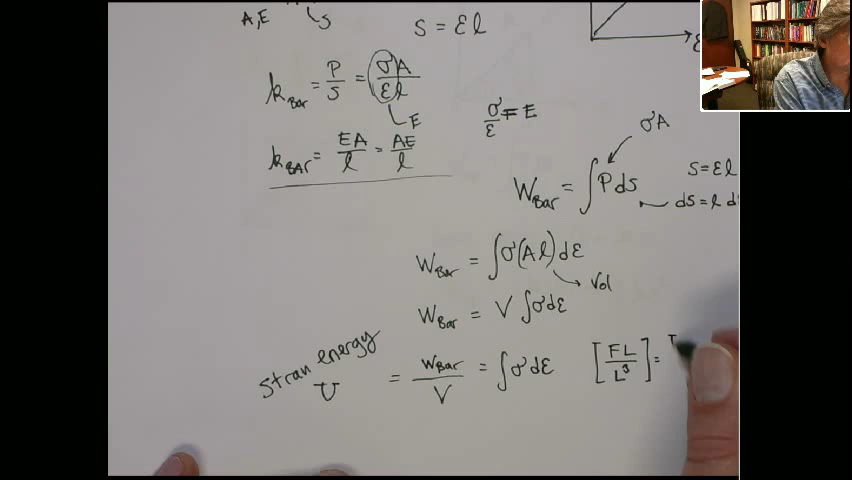 A,E
S
S = εl
ε
k_Bar = P/S = σA/εl
E
σ/ε = E
σA
k_BAR = EA/l = AE/l
W_Bar = ∫Pds
S = εl
dS = l d
W_Bar = ∫σ(Al)dε
Vol
W_Bar = V∫σdε
Stran energy
U = W_Bar/V = ∫σdε [FL/L³] =